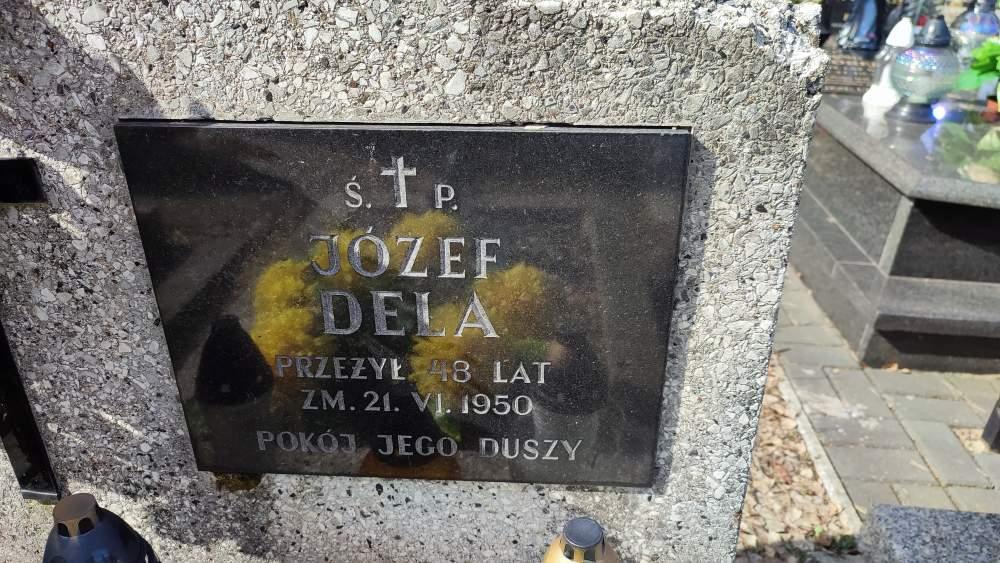 Ś. P.
JÓZEF
DELA
PRZEŻYŁ 48 LAT
ZM. 21. VI. 1950
POKÓJ JEGO DUSZY